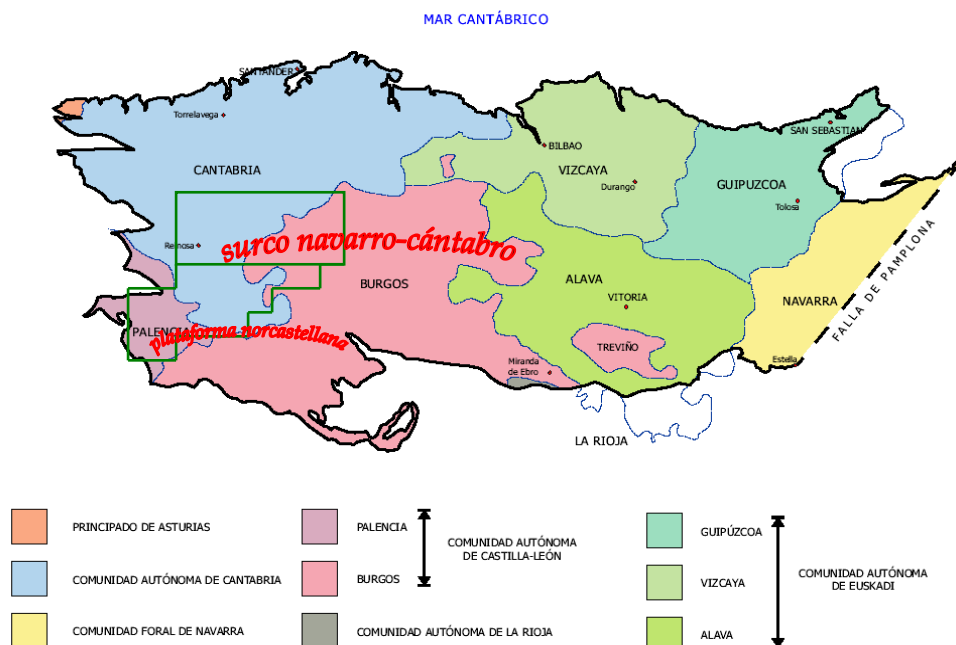 MAR CANTÁBRICO
SANTANDER
Torrelavega
SAN SEBASTIAN
BILBAO
CANTABRIA
VIZCAYA
GUIPUZCOA
Durango
Tolosa
Reinosa
surco navarro-cántabro
BURGOS
ALAVA
VITORIA
NAVARRA
FALLA DE PAMPLONA
PALENCIA
plataforma norcastellana
TREVIÑO
Miranda
de Ebro
Estella
LA RIOJA
PRINCIPADO DE ASTURIAS
COMUNIDAD AUTÓNOMA DE CANTABRIA
COMUNIDAD FORAL DE NAVARRA
PALENCIA
BURGOS
COMUNIDAD AUTÓNOMA
DE CASTILLA-LEÓN
COMUNIDAD AUTÓNOMA DE LA RIOJA
GUIPÚZCOA
VIZCAYA
ALAVA
COMUNIDAD AUTÓNOMA
DE EUSKADI